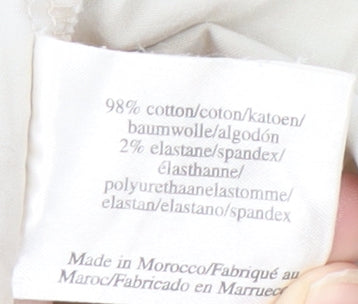 98% cotton/coton/katoen/
baumwolle/algodón
2% elastane/spandex/
élasthanne/
polyurethaanelastomme/
elastan/elastano/spandex
Made in Morocco/Fabriqué au
Maroc/Fabricado en